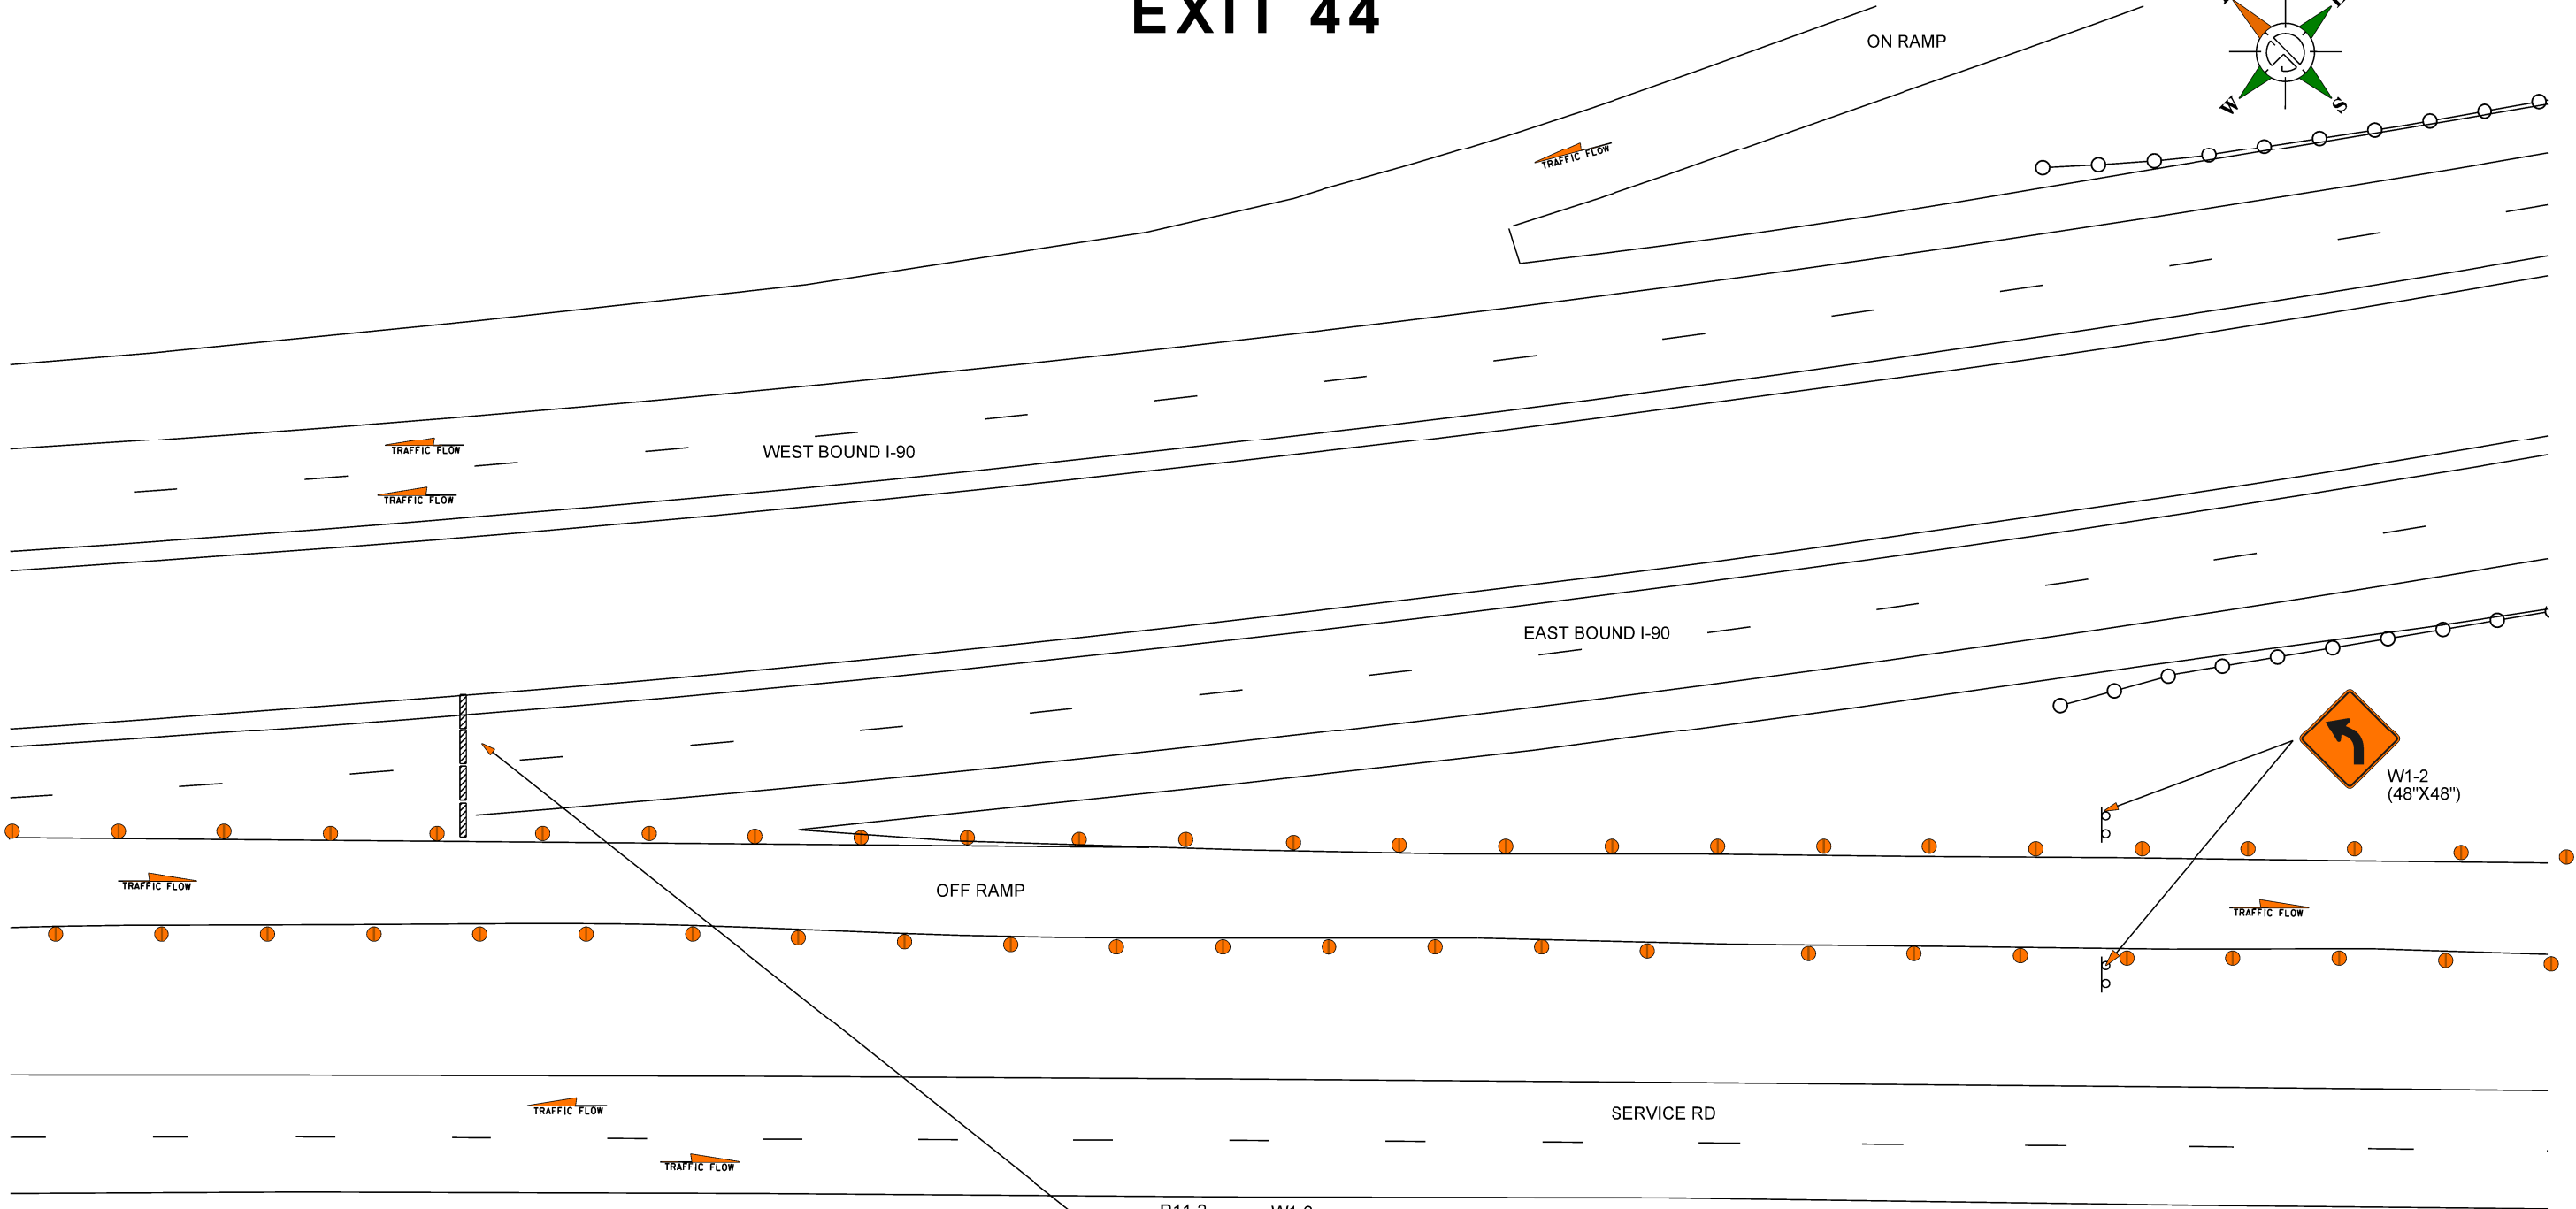 EXIT 44
ON RAMP
W
S
TRAFFIC FLOW
TRAFFIC FLOW
WEST BOUND I-90
TRAFFIC FLOW
EAST BOUND I-90
W1-2
(48"X48")
TRAFFIC FLOW
OFF RAMP
TRAFFIC FLOW
TRAFFIC FLOW
SERVICE RD
TRAFFIC FLOW